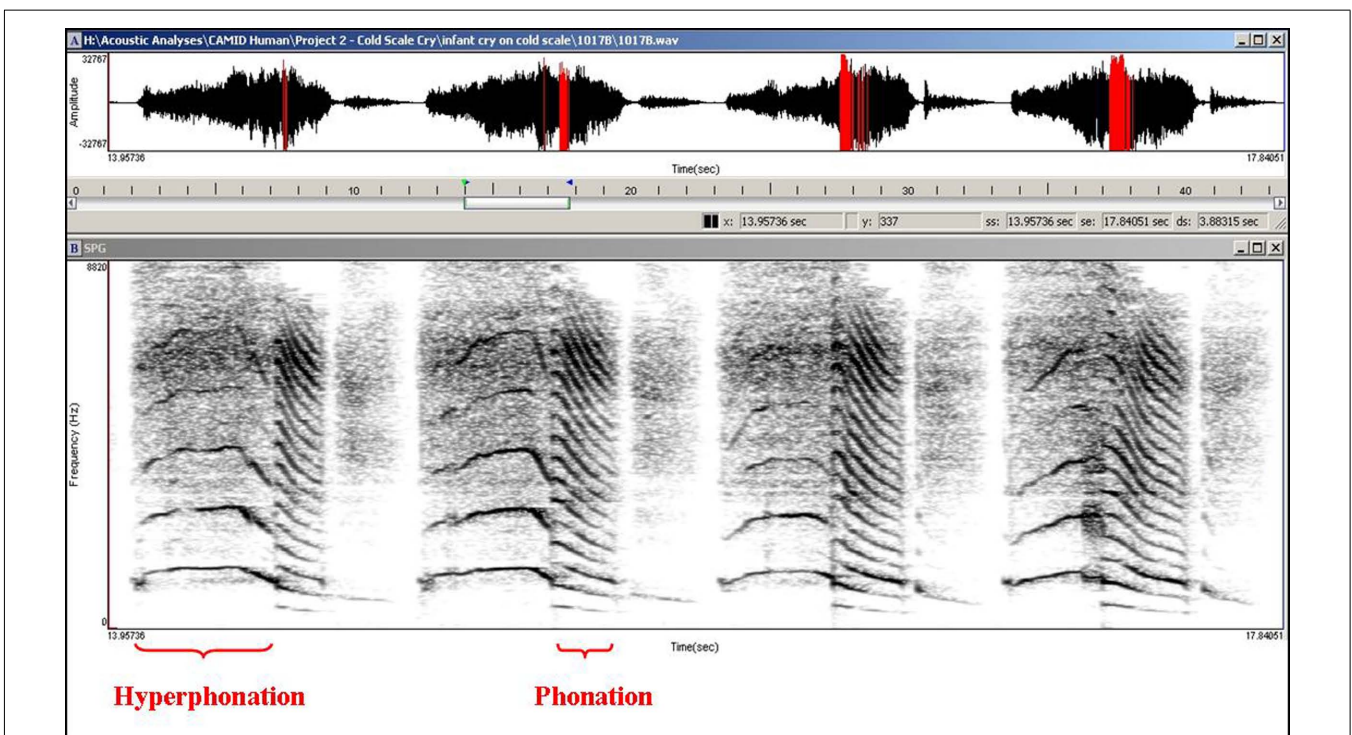 A H:\Acoustic Analyses\CAMID Human\Project 2 - Cold Scale Cry\infant cry on cold scale\1017B\1017B.wav
32767
Amplitude
-32767
13.95736 17.84051
Time(sec)
0 10 20 30 40
x: 13.95736 sec y: 337 ss: 13.95736 sec se: 17.84051 sec ds: 3.88315 sec
B SPG
8820
Frequency (Hz)
0
13.95736 17.84051
Time(sec)
Hyperphonation Phonation